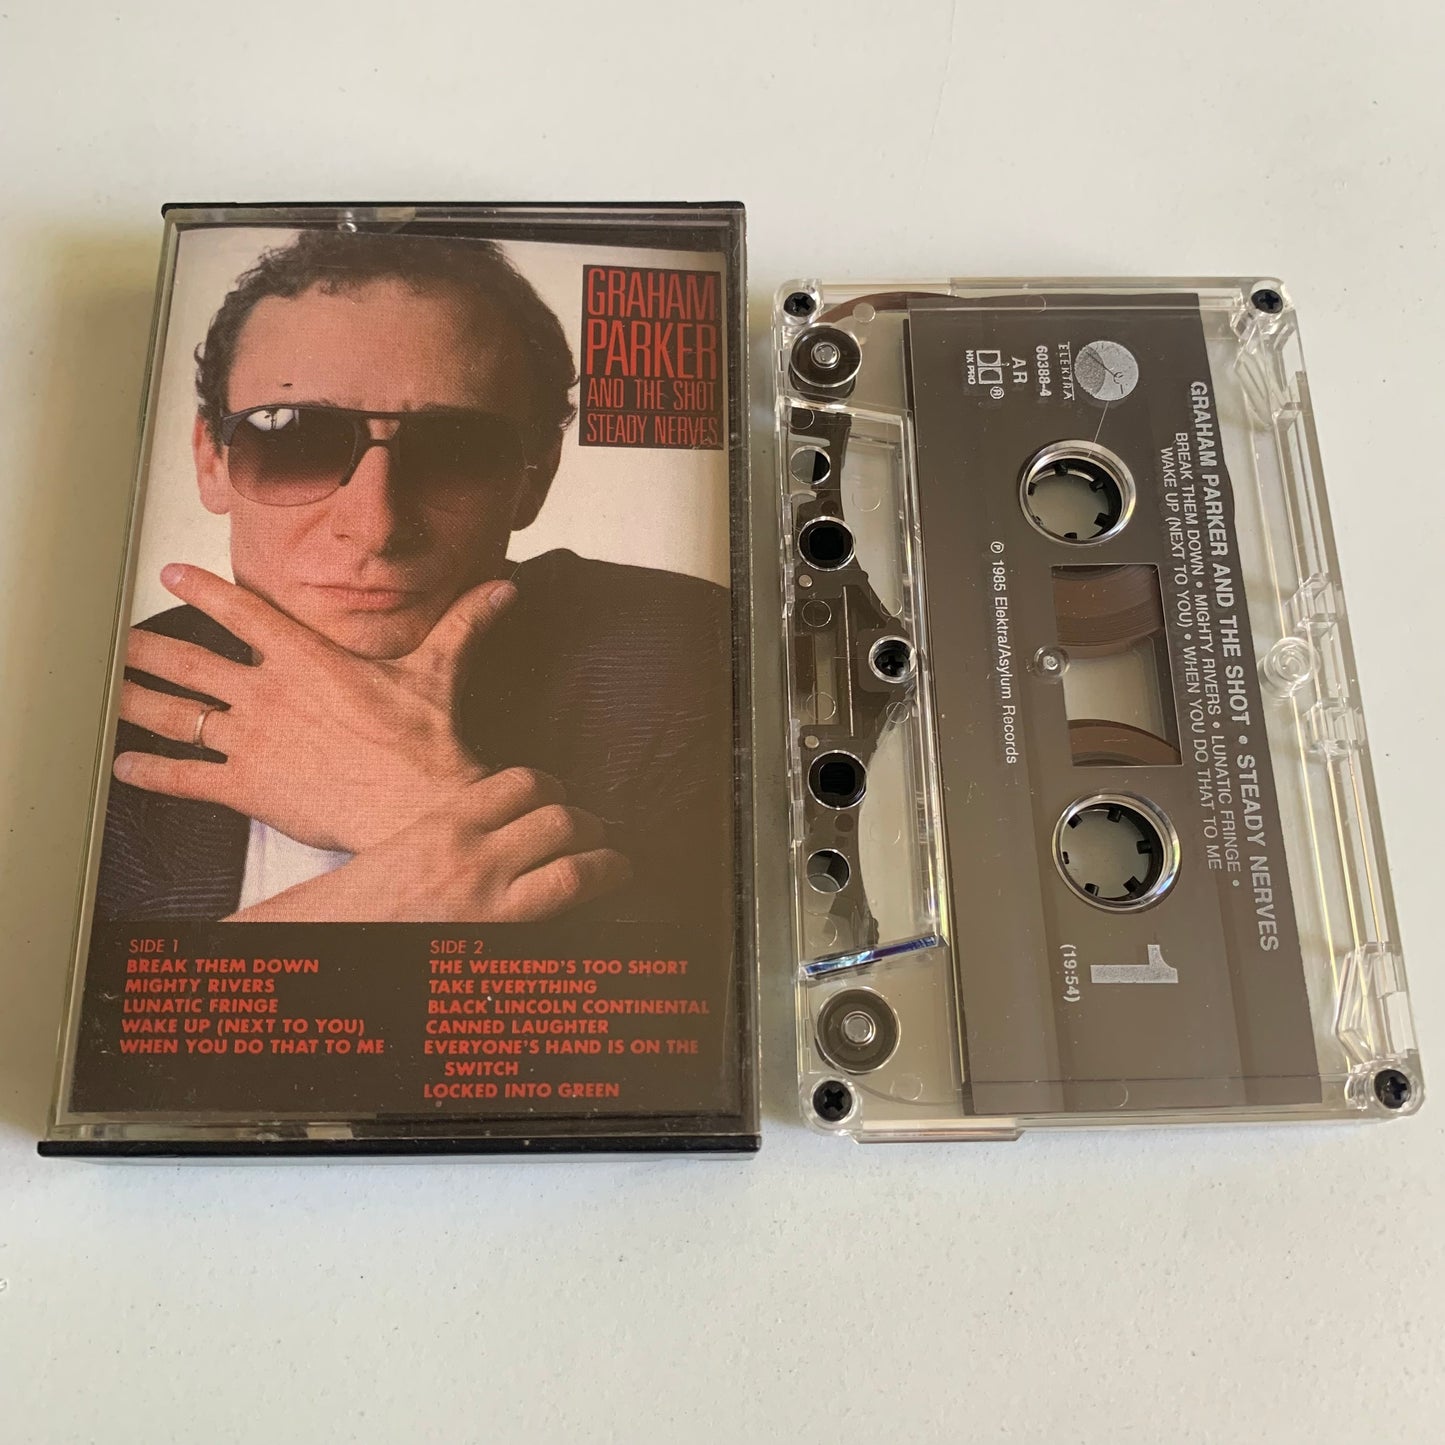 GRAHAM
PARKER
AND THE SHOT
STEADY NERVES
SIDE 1
BREAK THEM DOWN
MIGHTY RIVERS
LUNATIC FRINGE
WAKE UP (NEXT TO YOU)
WHEN YOU DO THAT TO ME
SIDE 2
THE WEEKEND'S TOO SHORT
TAKE EVERYTHING
BLACK LINCOLN CONTINENTAL
CANNED LAUGHTER
EVERYONE'S HAND IS ON THE
SWITCH
LOCKED INTO GREEN
GRAHAM PARKER AND THE SHOT • STEADY NERVES
BREAK THEM DOWN • MIGHTY RIVERS • LUNATIC FRINGE •
WAKE UP (NEXT TO YOU) • WHEN YOU DO THAT TO ME
ELEKTRA
60388-4
AR
®
HX PRO
℗ 1985 Elektra/Asylum Records
1
(19:54)